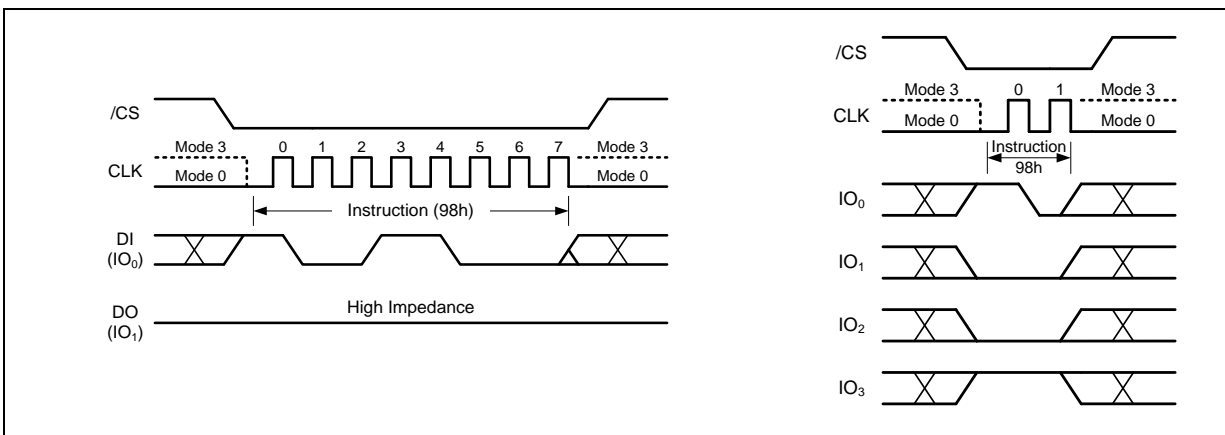 /CS
Mode 3 0 1 2 3 4 5 6 7 Mode 3
CLK
Mode 0 Mode 0
Instruction (98h)
DI
(IO₀)
High Impedance
DO
(IO₁)
/CS
Mode 3 0 1 Mode 3
CLK
Mode 0 Mode 0
Instruction
98h
IO₀
IO₁
IO₂
IO₃